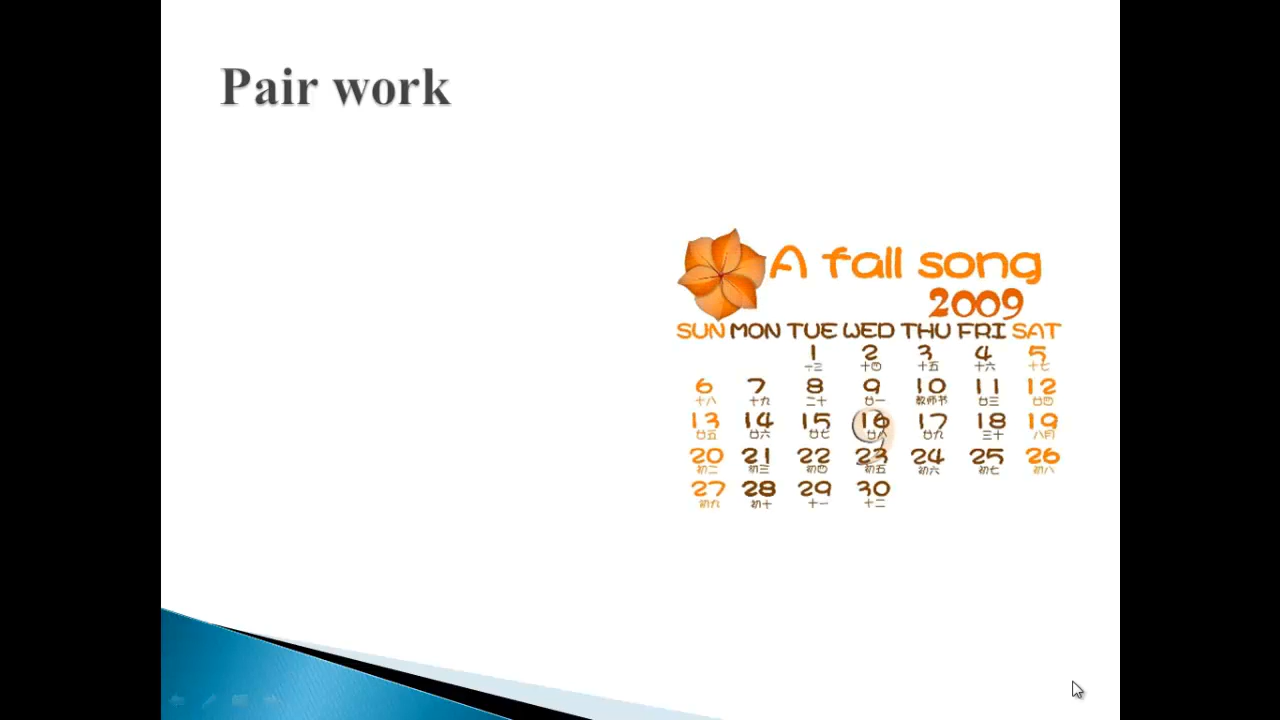 Pair work
A fall song
2009
SUN MON TUE WED THU FRI SAT
1 2 3 4 5
十三 十四 十五 十六 十七
6 7 8 9 10 11 12
十八 十九 二十 廿一 教师节 廿三 廿四
13 14 15 16 17 18 19
廿五 廿六 廿七 廿八 廿九 三十 八月
20 21 22 23 24 25 26
初二 初三 初四 初五 初六 初七 初八
27 28 29 30
初九 初十 十一 十二
9